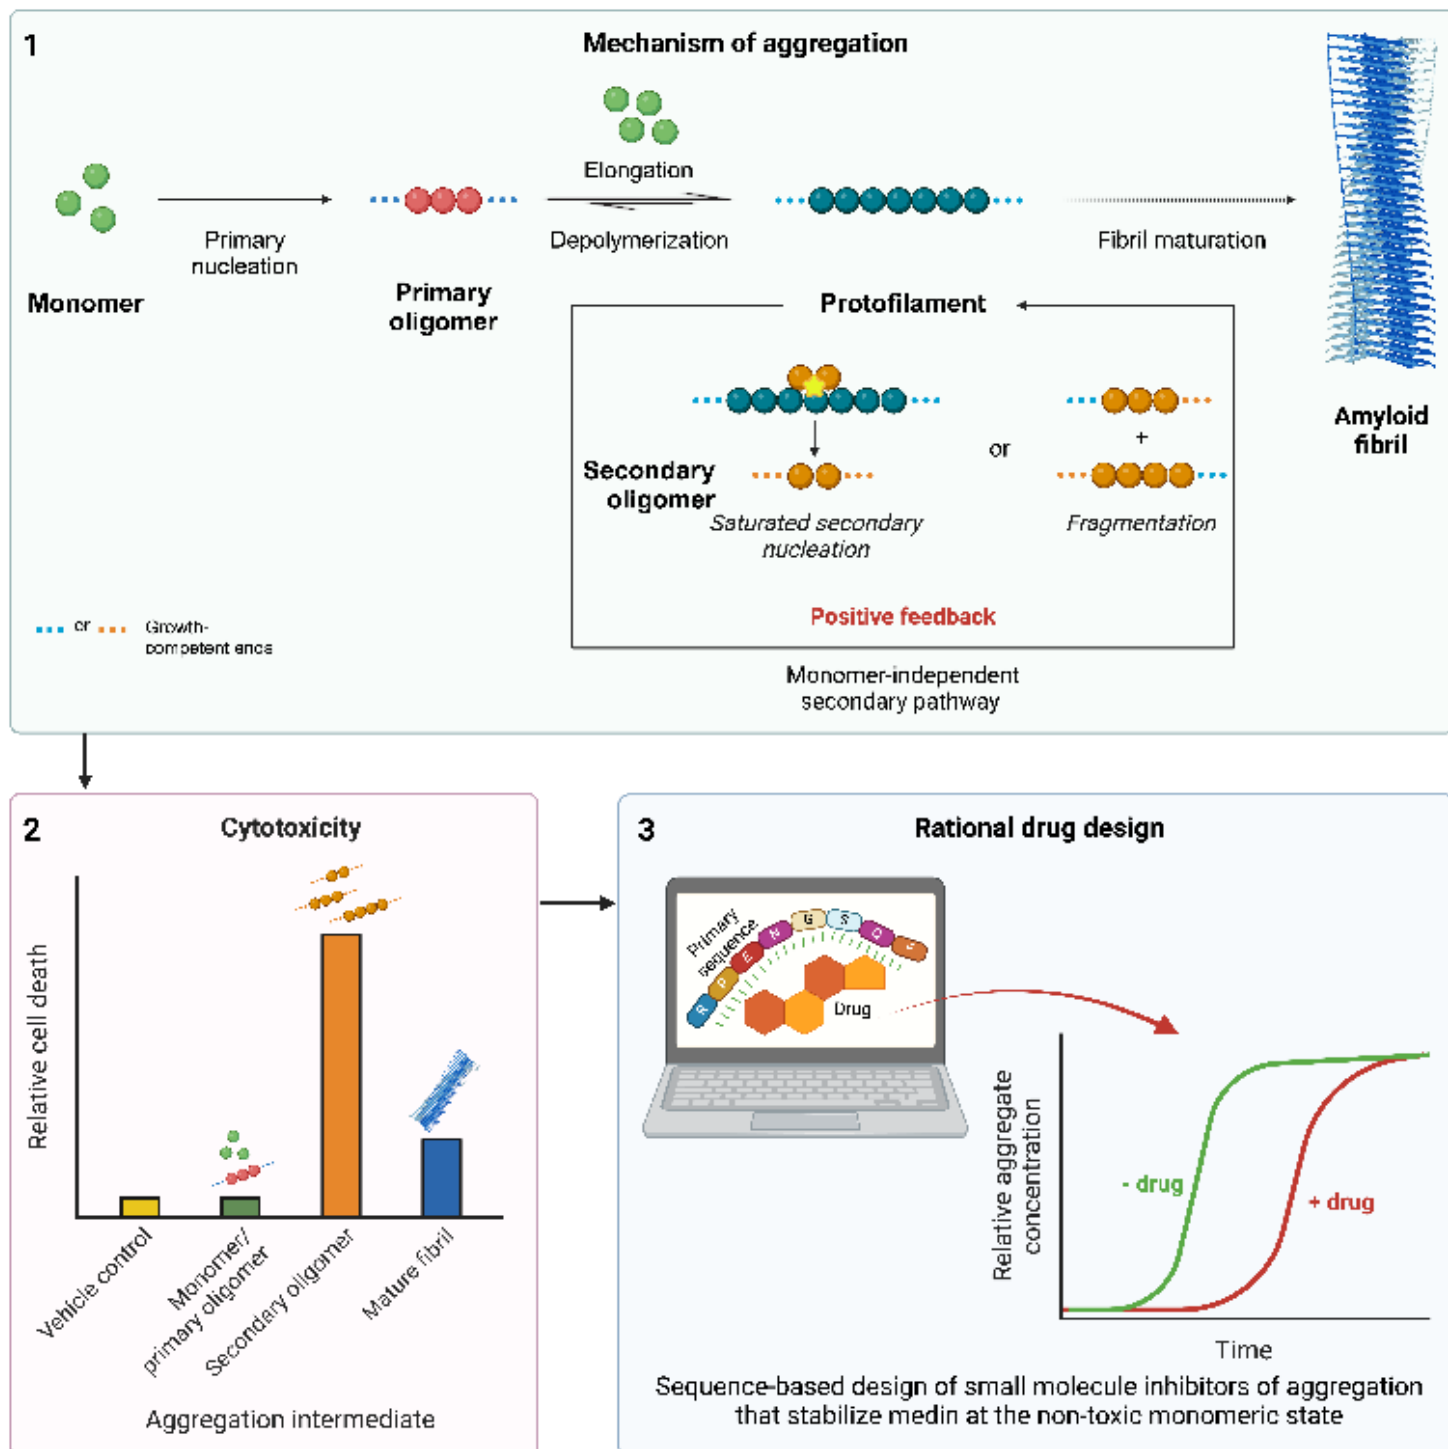 1
Mechanism of aggregation
Elongation
Depolymerization
Primary
nucleation
Fibril maturation
Monomer
Primary
oligomer
Protofilament
Amyloid
fibril
or
+
Secondary
oligomer
Saturated secondary
nucleation
Fragmentation
Positive feedback
or
Growth-
competent ends
Monomer-independent
secondary pathway
2
Cytotoxicity
Relative cell death
Vehicle control
Monomer/
primary oligomer
Secondary oligomer
Mature fibril
Aggregation intermediate
3
Rational drug design
Primary
sequence
R P E N G S Q
Drug
Relative aggregate
concentration
- drug
+ drug
Time
Sequence-based design of small molecule inhibitors of aggregation
that stabilize medin at the non-toxic monomeric state